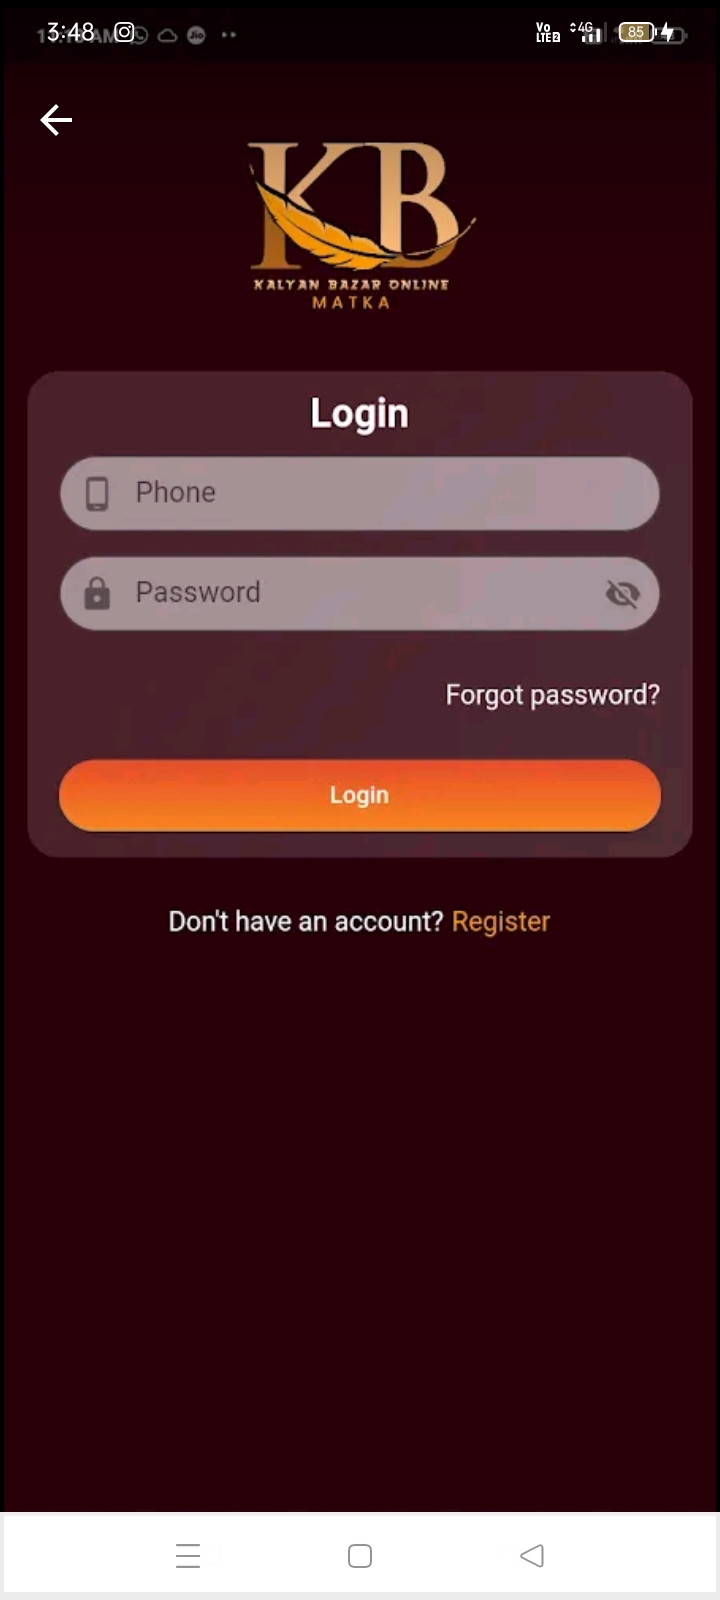 3:48
Vo
LTE2
4G
85
KB
KALYAN BAZAR ONLINE
MATKA
Login
Phone
Password
Forgot password?
Login
Don't have an account? Register